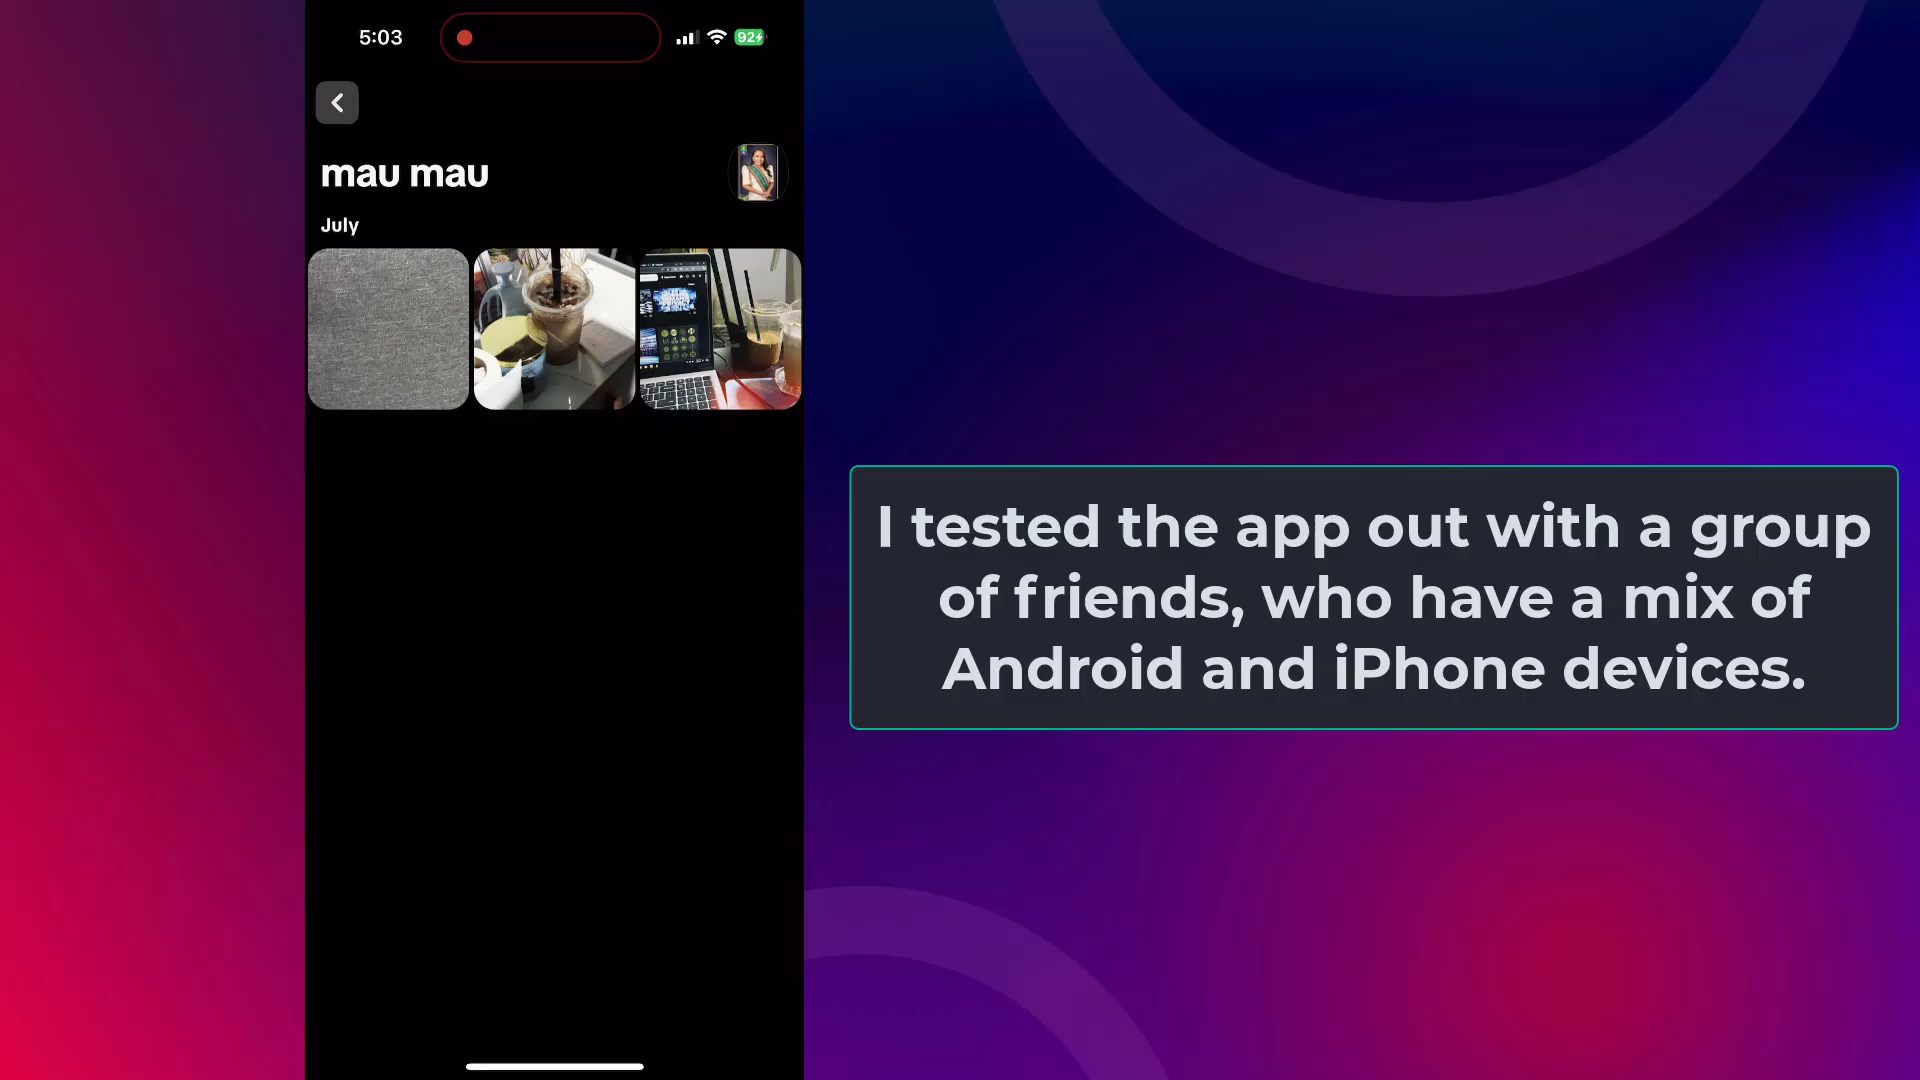 5:03
92
mau mau
July
I tested the app out with a group
of friends, who have a mix of
Android and iPhone devices.